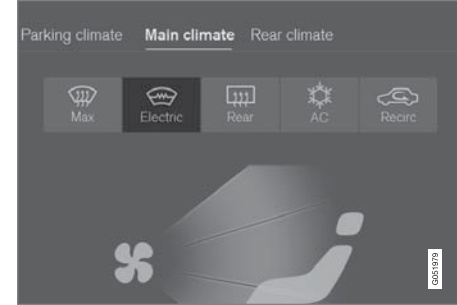 Parking climate Main climate Rear climate
Max Electric Rear AC Recirc
G051979